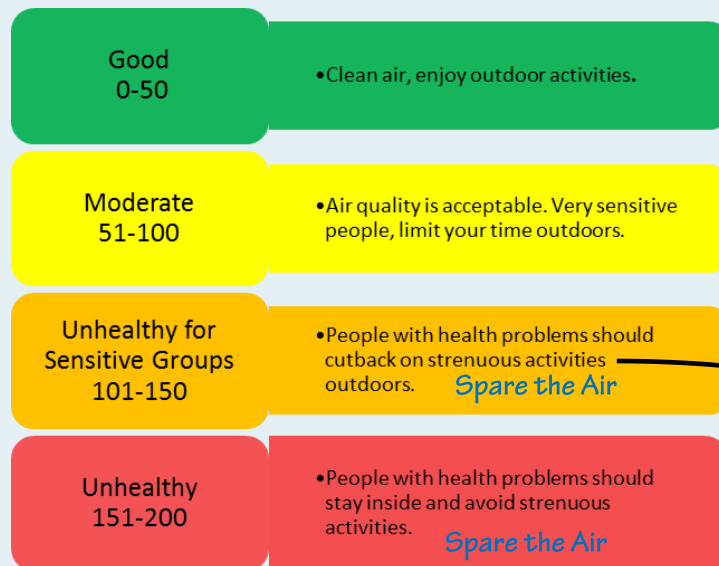 Good
0-50
•Clean air, enjoy outdoor activities.
Moderate
51-100
•Air quality is acceptable. Very sensitive
people, limit your time outdoors.
Unhealthy for
Sensitive Groups
101-150
•People with health problems should
cutback on strenuous activities
outdoors.
Spare the Air
Unhealthy
151-200
•People with health problems should
stay inside and avoid strenuous
activities.
Spare the Air